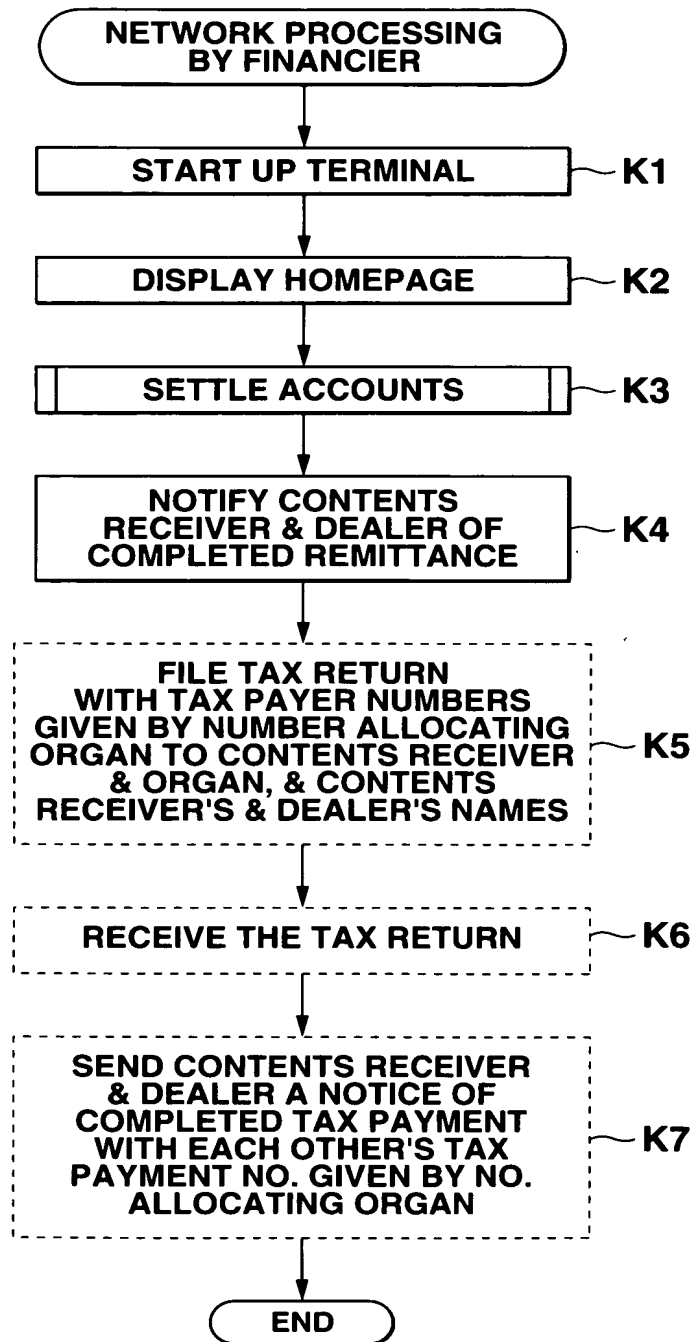 NETWORK PROCESSING
BY FINANCIER
START UP TERMINAL
K1
DISPLAY HOMEPAGE
K2
SETTLE ACCOUNTS
K3
NOTIFY CONTENTS
RECEIVER & DEALER OF
COMPLETED REMITTANCE
K4
FILE TAX RETURN
WITH TAX PAYER NUMBERS
GIVEN BY NUMBER ALLOCATING
ORGAN TO CONTENTS RECEIVER
& ORGAN, & CONTENTS
RECEIVER'S & DEALER'S NAMES
K5
RECEIVE THE TAX RETURN
K6
SEND CONTENTS RECEIVER
& DEALER A NOTICE OF
COMPLETED TAX PAYMENT
WITH EACH OTHER'S TAX
PAYMENT NO. GIVEN BY NO.
ALLOCATING ORGAN
K7
END